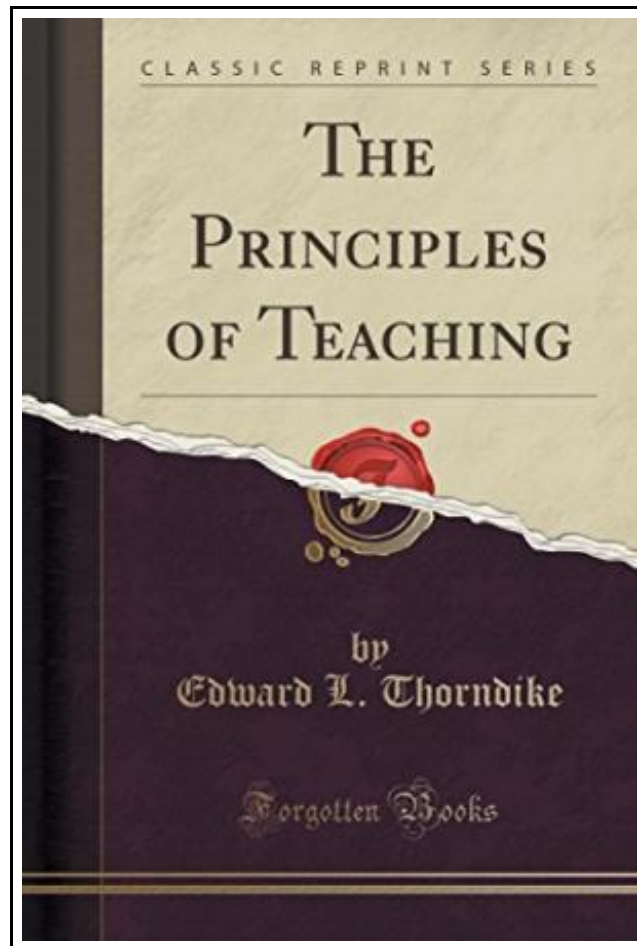 CLASSIC REPRINT SERIES
THE
PRINCIPLES
OF TEACHING
by
Edward L. Thorndike
Forgotten Books